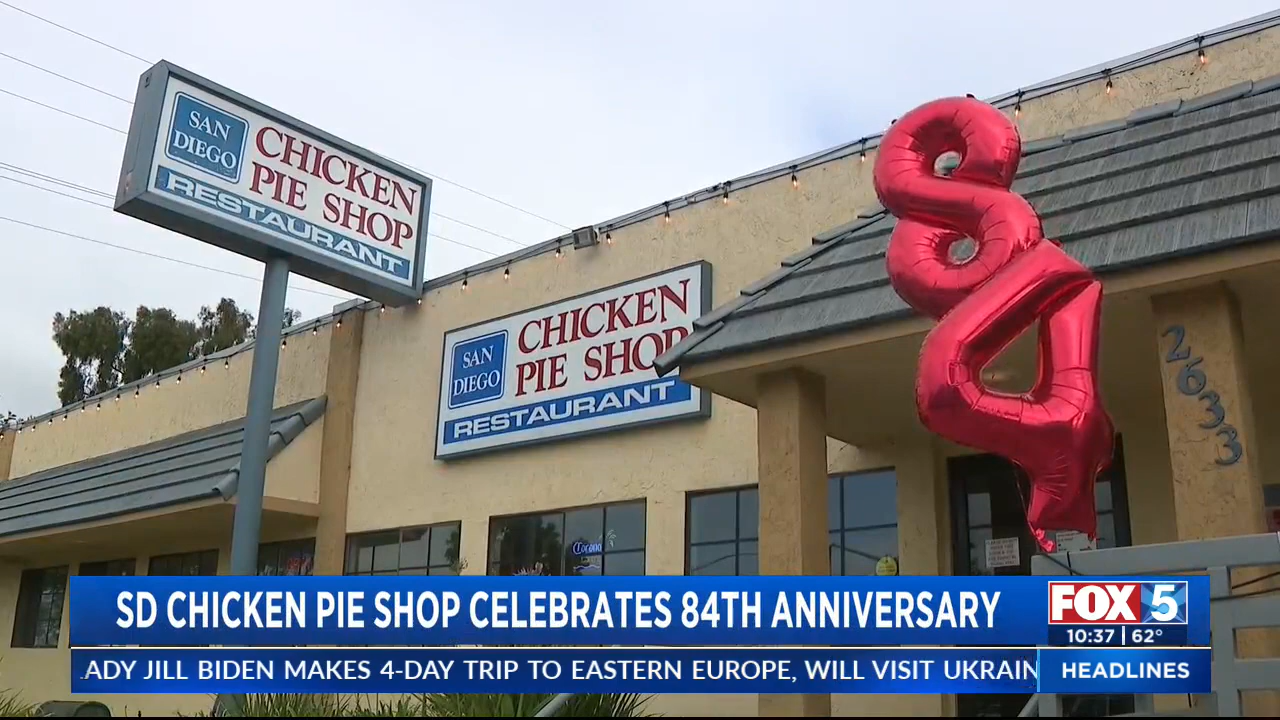 SAN
DIEGO
CHICKEN
PIE SHOP
RESTAURANT
SAN
DIEGO
CHICKEN
PIE SHOP
RESTAURANT
84
2633
Corona
SD CHICKEN PIE SHOP CELEBRATES 84TH ANNIVERSARY
FOX 5
10:37 | 62°
ADY JILL BIDEN MAKES 4-DAY TRIP TO EASTERN EUROPE, WILL VISIT UKRAIN
HEADLINES